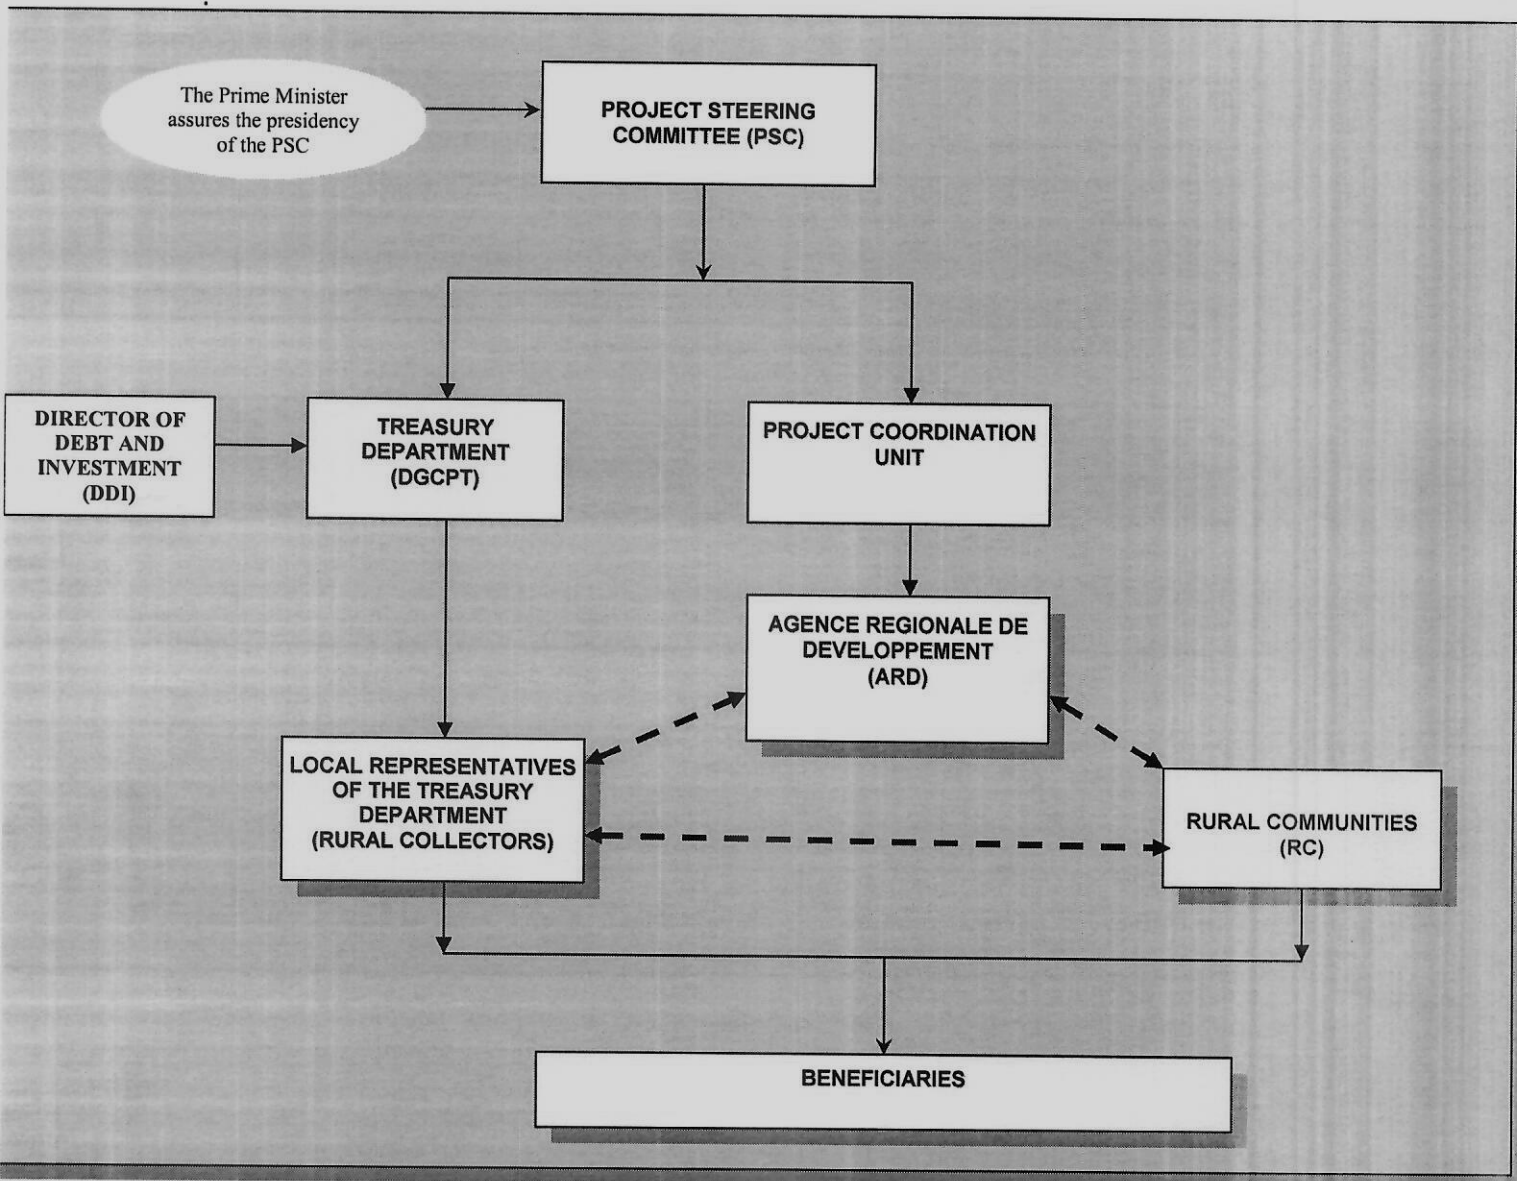 The Prime Minister
assures the presidency
of the PSC
PROJECT STEERING
COMMITTEE (PSC)
DIRECTOR OF
DEBT AND
INVESTMENT
(DDI)
TREASURY
DEPARTMENT
(DGCPT)
PROJECT COORDINATION
UNIT
AGENCE REGIONALE DE
DEVELOPPEMENT
(ARD)
LOCAL REPRESENTATIVES
OF THE TREASURY
DEPARTMENT
(RURAL COLLECTORS)
RURAL COMMUNITIES
(RC)
BENEFICIARIES